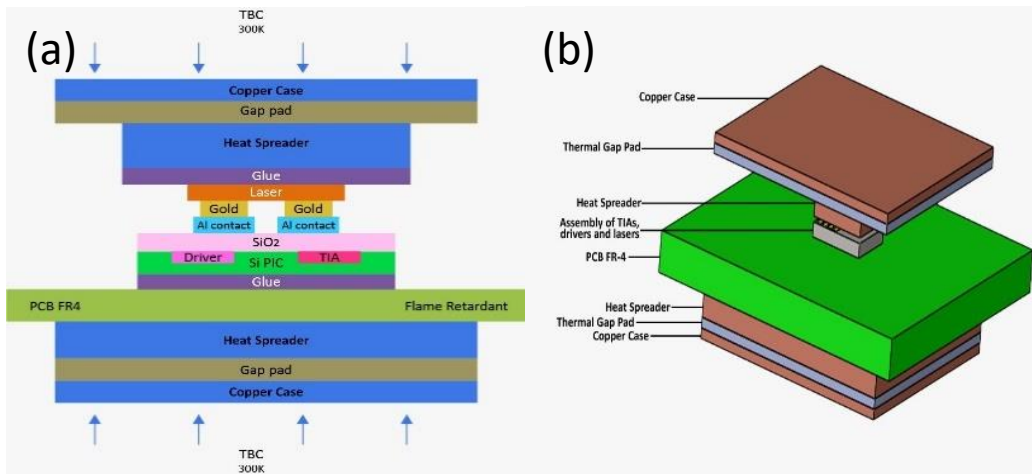 (a)
TBC
300K
Copper Case
Gap pad
Heat Spreader
Glue
Laser
Gold Gold
Al contact Al contact
SiO2
Driver TIA
Si PIC
Glue
PCB FR4 Flame Retardant
Heat Spreader
Gap pad
Copper Case
TBC
300K
(b)
Copper Case
Thermal Gap Pad
Heat Spreader
Assembly of TIAs,
drivers and lasers
PCB FR-4
Heat Spreader
Thermal Gap Pad
Copper Case